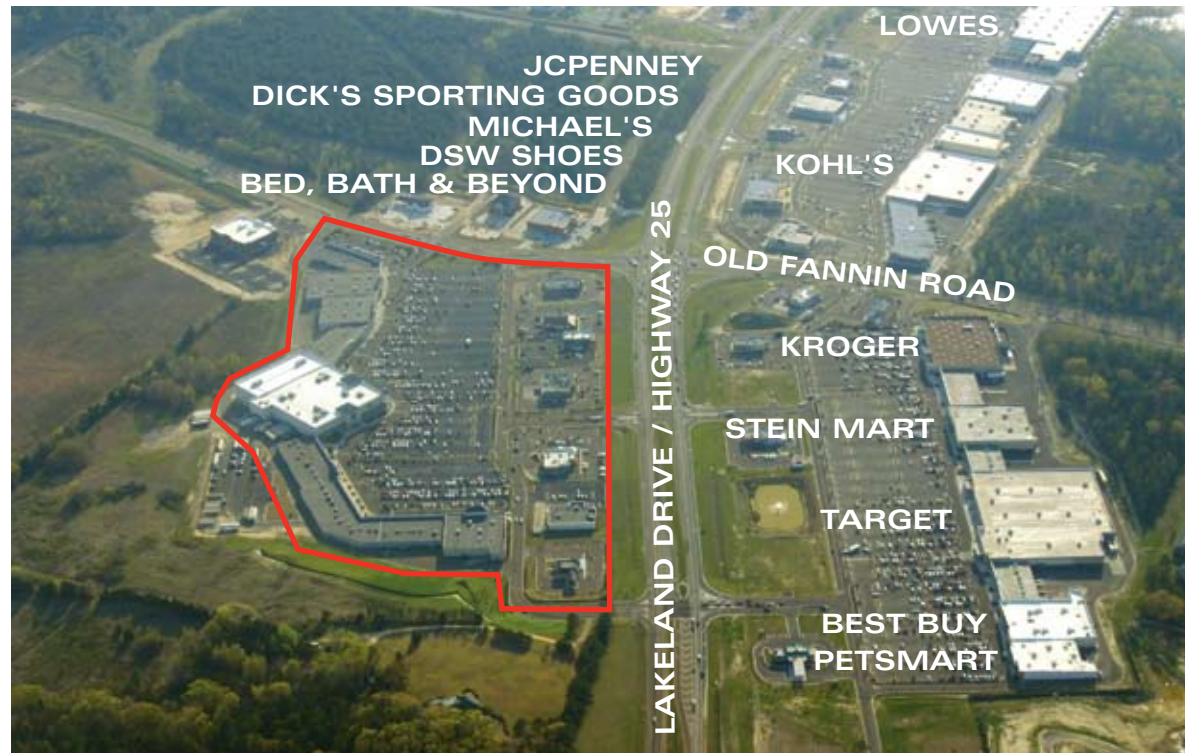 LOWES
JCPENNEY
DICK'S SPORTING GOODS
MICHAEL'S
DSW SHOES
BED, BATH & BEYOND
KOHL'S
LAKELAND DRIVE / HIGHWAY 25
OLD FANNIN ROAD
KROGER
STEIN MART
TARGET
BEST BUY
PETSMART